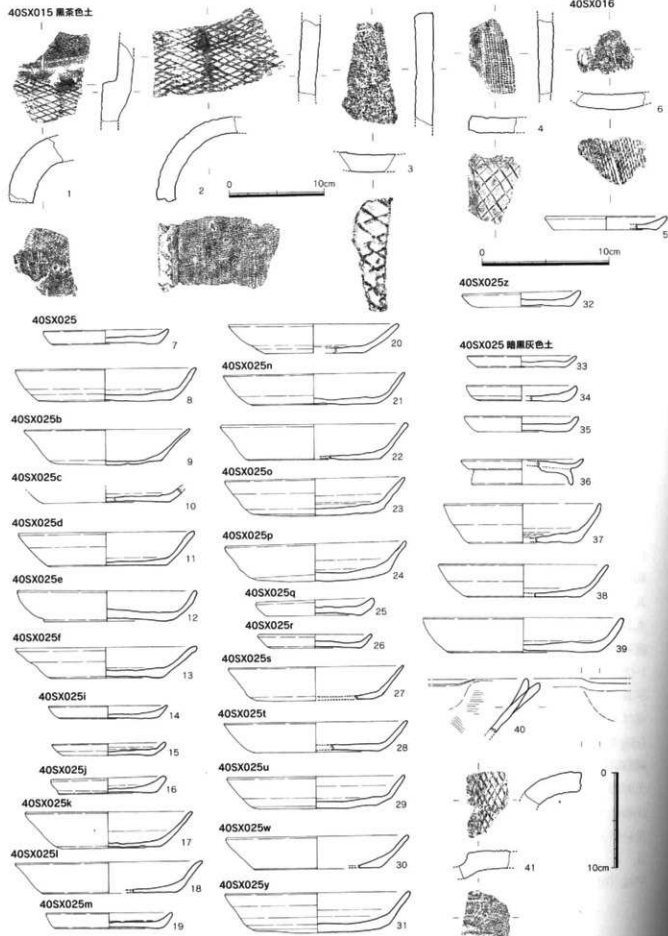 40SX015 黒茶色土
1
2
3
4
0 10cm
40SX016
6
5
0 10cm
40SX025
7
8
40SX025b
9
40SX025c
10
40SX025d
11
40SX025e
12
40SX025f
13
40SX025i
14
15
40SX025j
16
40SX025k
17
40SX025l
18
40SX025m
19
20
40SX025n
21
22
40SX025o
23
40SX025p
24
40SX025q
25
40SX025r
26
40SX025s
27
40SX025t
28
40SX025u
29
40SX025w
30
40SX025y
31
40SX025z
32
40SX025 暗黒灰色土
33
34
35
36
37
38
39
40
41
0
10cm